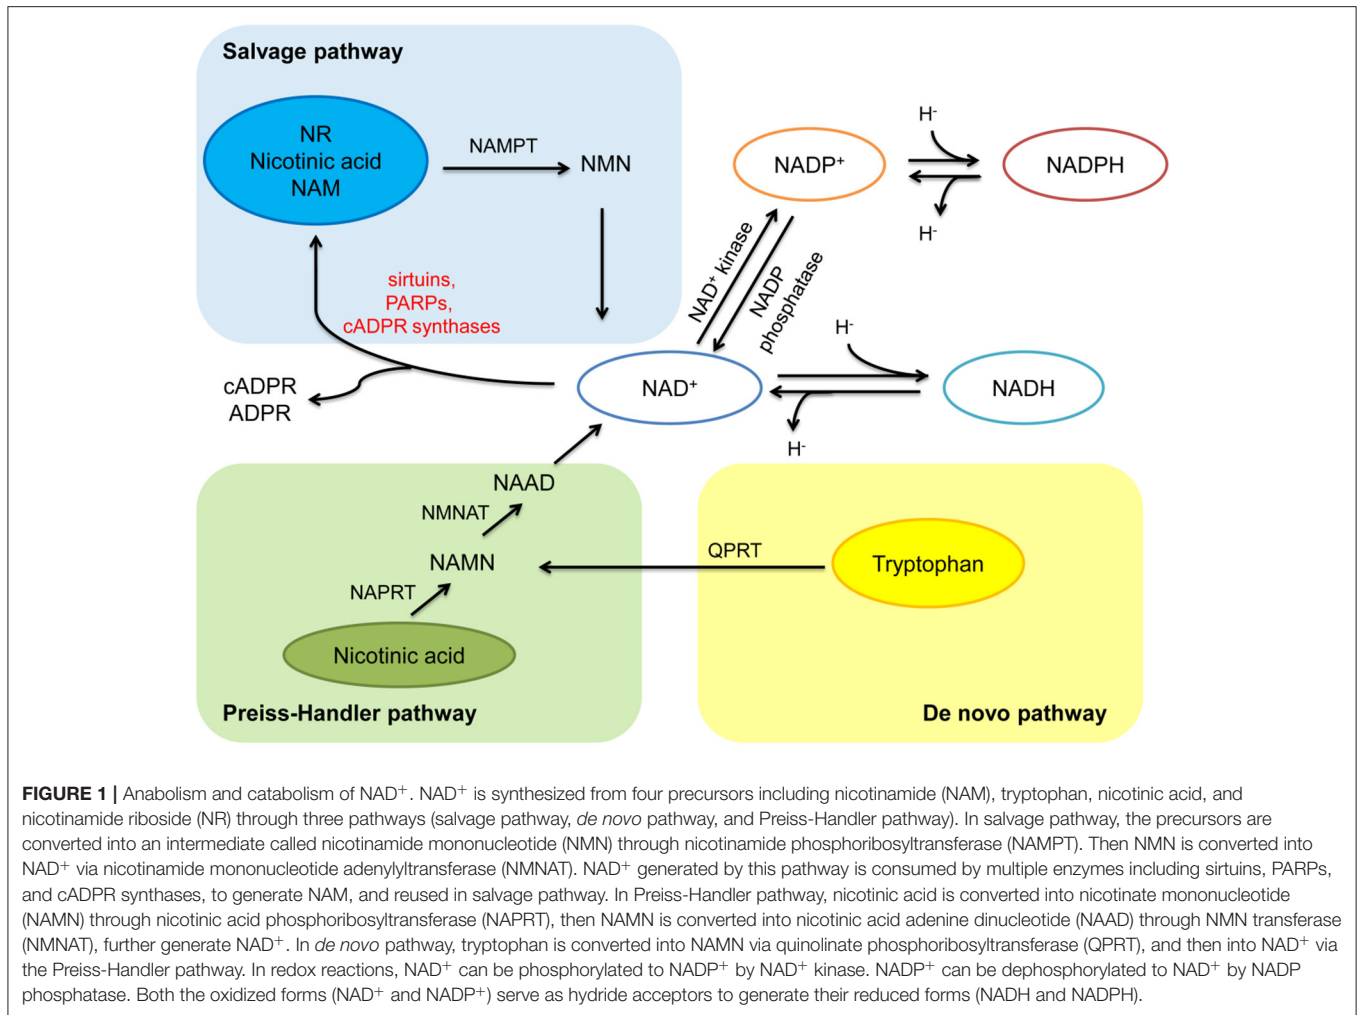 Salvage pathway
NR
Nicotinic acid
NAM
NAMPT
NMN
sirtuins,
PARPs,
cADPR synthases
cADPR
ADPR
NADP⁺
H⁻
H⁻
NADPH
NAD⁺ kinase
NADP
phosphatase
NAD⁺
H⁻
H⁻
NADH
NAAD
NMNAT
NAMN
NAPRT
Nicotinic acid
Preiss-Handler pathway
QPRT
Tryptophan
De novo pathway
FIGURE 1 | Anabolism and catabolism of NAD⁺. NAD⁺ is synthesized from four precursors including nicotinamide (NAM), tryptophan, nicotinic acid, and
nicotinamide riboside (NR) through three pathways (salvage pathway, de novo pathway, and Preiss-Handler pathway). In salvage pathway, the precursors are
converted into an intermediate called nicotinamide mononucleotide (NMN) through nicotinamide phosphoribosyltransferase (NAMPT). Then NMN is converted into
NAD⁺ via nicotinamide mononucleotide adenylyltransferase (NMNAT). NAD⁺ generated by this pathway is consumed by multiple enzymes including sirtuins, PARPs,
and cADPR synthases, to generate NAM, and reused in salvage pathway. In Preiss-Handler pathway, nicotinic acid is converted into nicotinate mononucleotide
(NAMN) through nicotinic acid phosphoribosyltransferase (NAPRT), then NAMN is converted into nicotinic acid adenine dinucleotide (NAAD) through NMN transferase
(NMNAT), further generate NAD⁺. In de novo pathway, tryptophan is converted into NAMN via quinolinate phosphoribosyltransferase (QPRT), and then into NAD⁺ via
the Preiss-Handler pathway. In redox reactions, NAD⁺ can be phosphorylated to NADP⁺ by NAD⁺ kinase. NADP⁺ can be dephosphorylated to NAD⁺ by NADP
phosphatase. Both the oxidized forms (NAD⁺ and NADP⁺) serve as hydride acceptors to generate their reduced forms (NADH and NADPH).